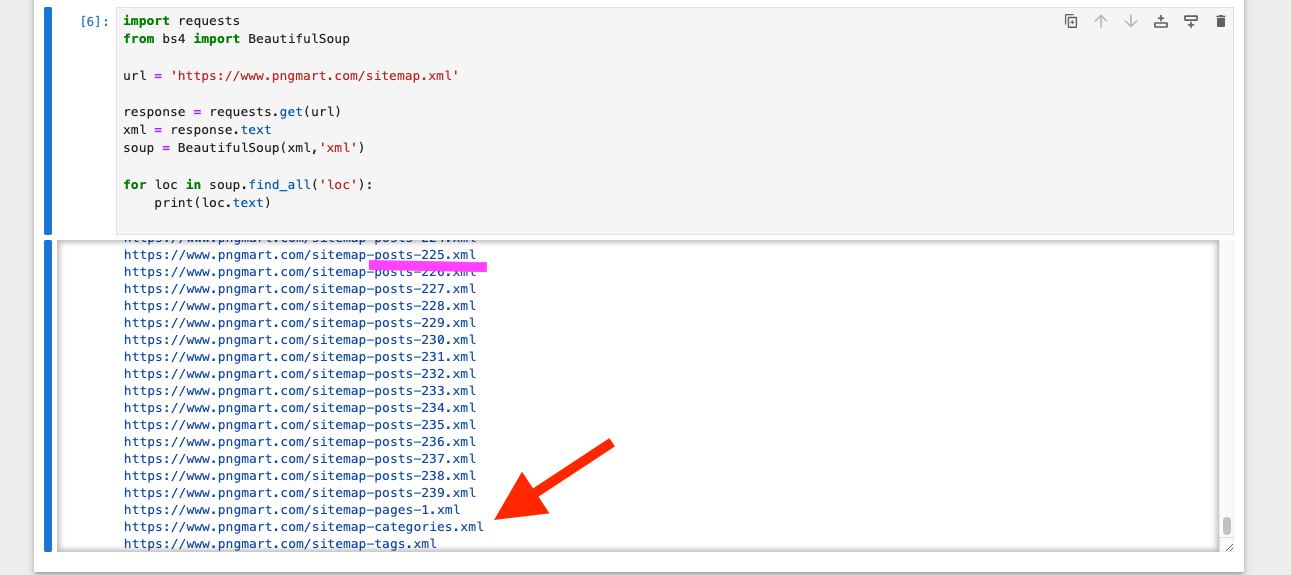 [6]:
import requests
from bs4 import BeautifulSoup
url = 'https://www.pngmart.com/sitemap.xml'
response = requests.get(url)
xml = response.text
soup = BeautifulSoup(xml,'xml')
for loc in soup.find_all('loc'):
    print(loc.text)
https://www.pngmart.com/sitemap-posts-224.xml
https://www.pngmart.com/sitemap-posts-225.xml
https://www.pngmart.com/sitemap-posts-226.xml
https://www.pngmart.com/sitemap-posts-227.xml
https://www.pngmart.com/sitemap-posts-228.xml
https://www.pngmart.com/sitemap-posts-229.xml
https://www.pngmart.com/sitemap-posts-230.xml
https://www.pngmart.com/sitemap-posts-231.xml
https://www.pngmart.com/sitemap-posts-232.xml
https://www.pngmart.com/sitemap-posts-233.xml
https://www.pngmart.com/sitemap-posts-234.xml
https://www.pngmart.com/sitemap-posts-235.xml
https://www.pngmart.com/sitemap-posts-236.xml
https://www.pngmart.com/sitemap-posts-237.xml
https://www.pngmart.com/sitemap-posts-238.xml
https://www.pngmart.com/sitemap-posts-239.xml
https://www.pngmart.com/sitemap-pages-1.xml
https://www.pngmart.com/sitemap-categories.xml
https://www.pngmart.com/sitemap-tags.xml